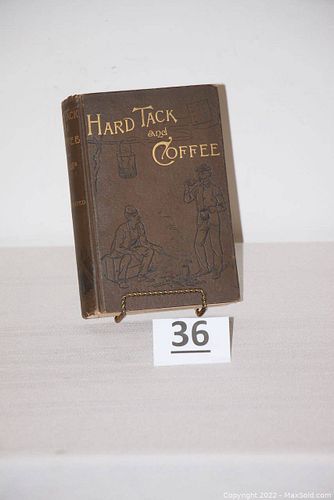 HARD TACK
and
COFFEE
36
Copyright 2022 - MaxSold.com